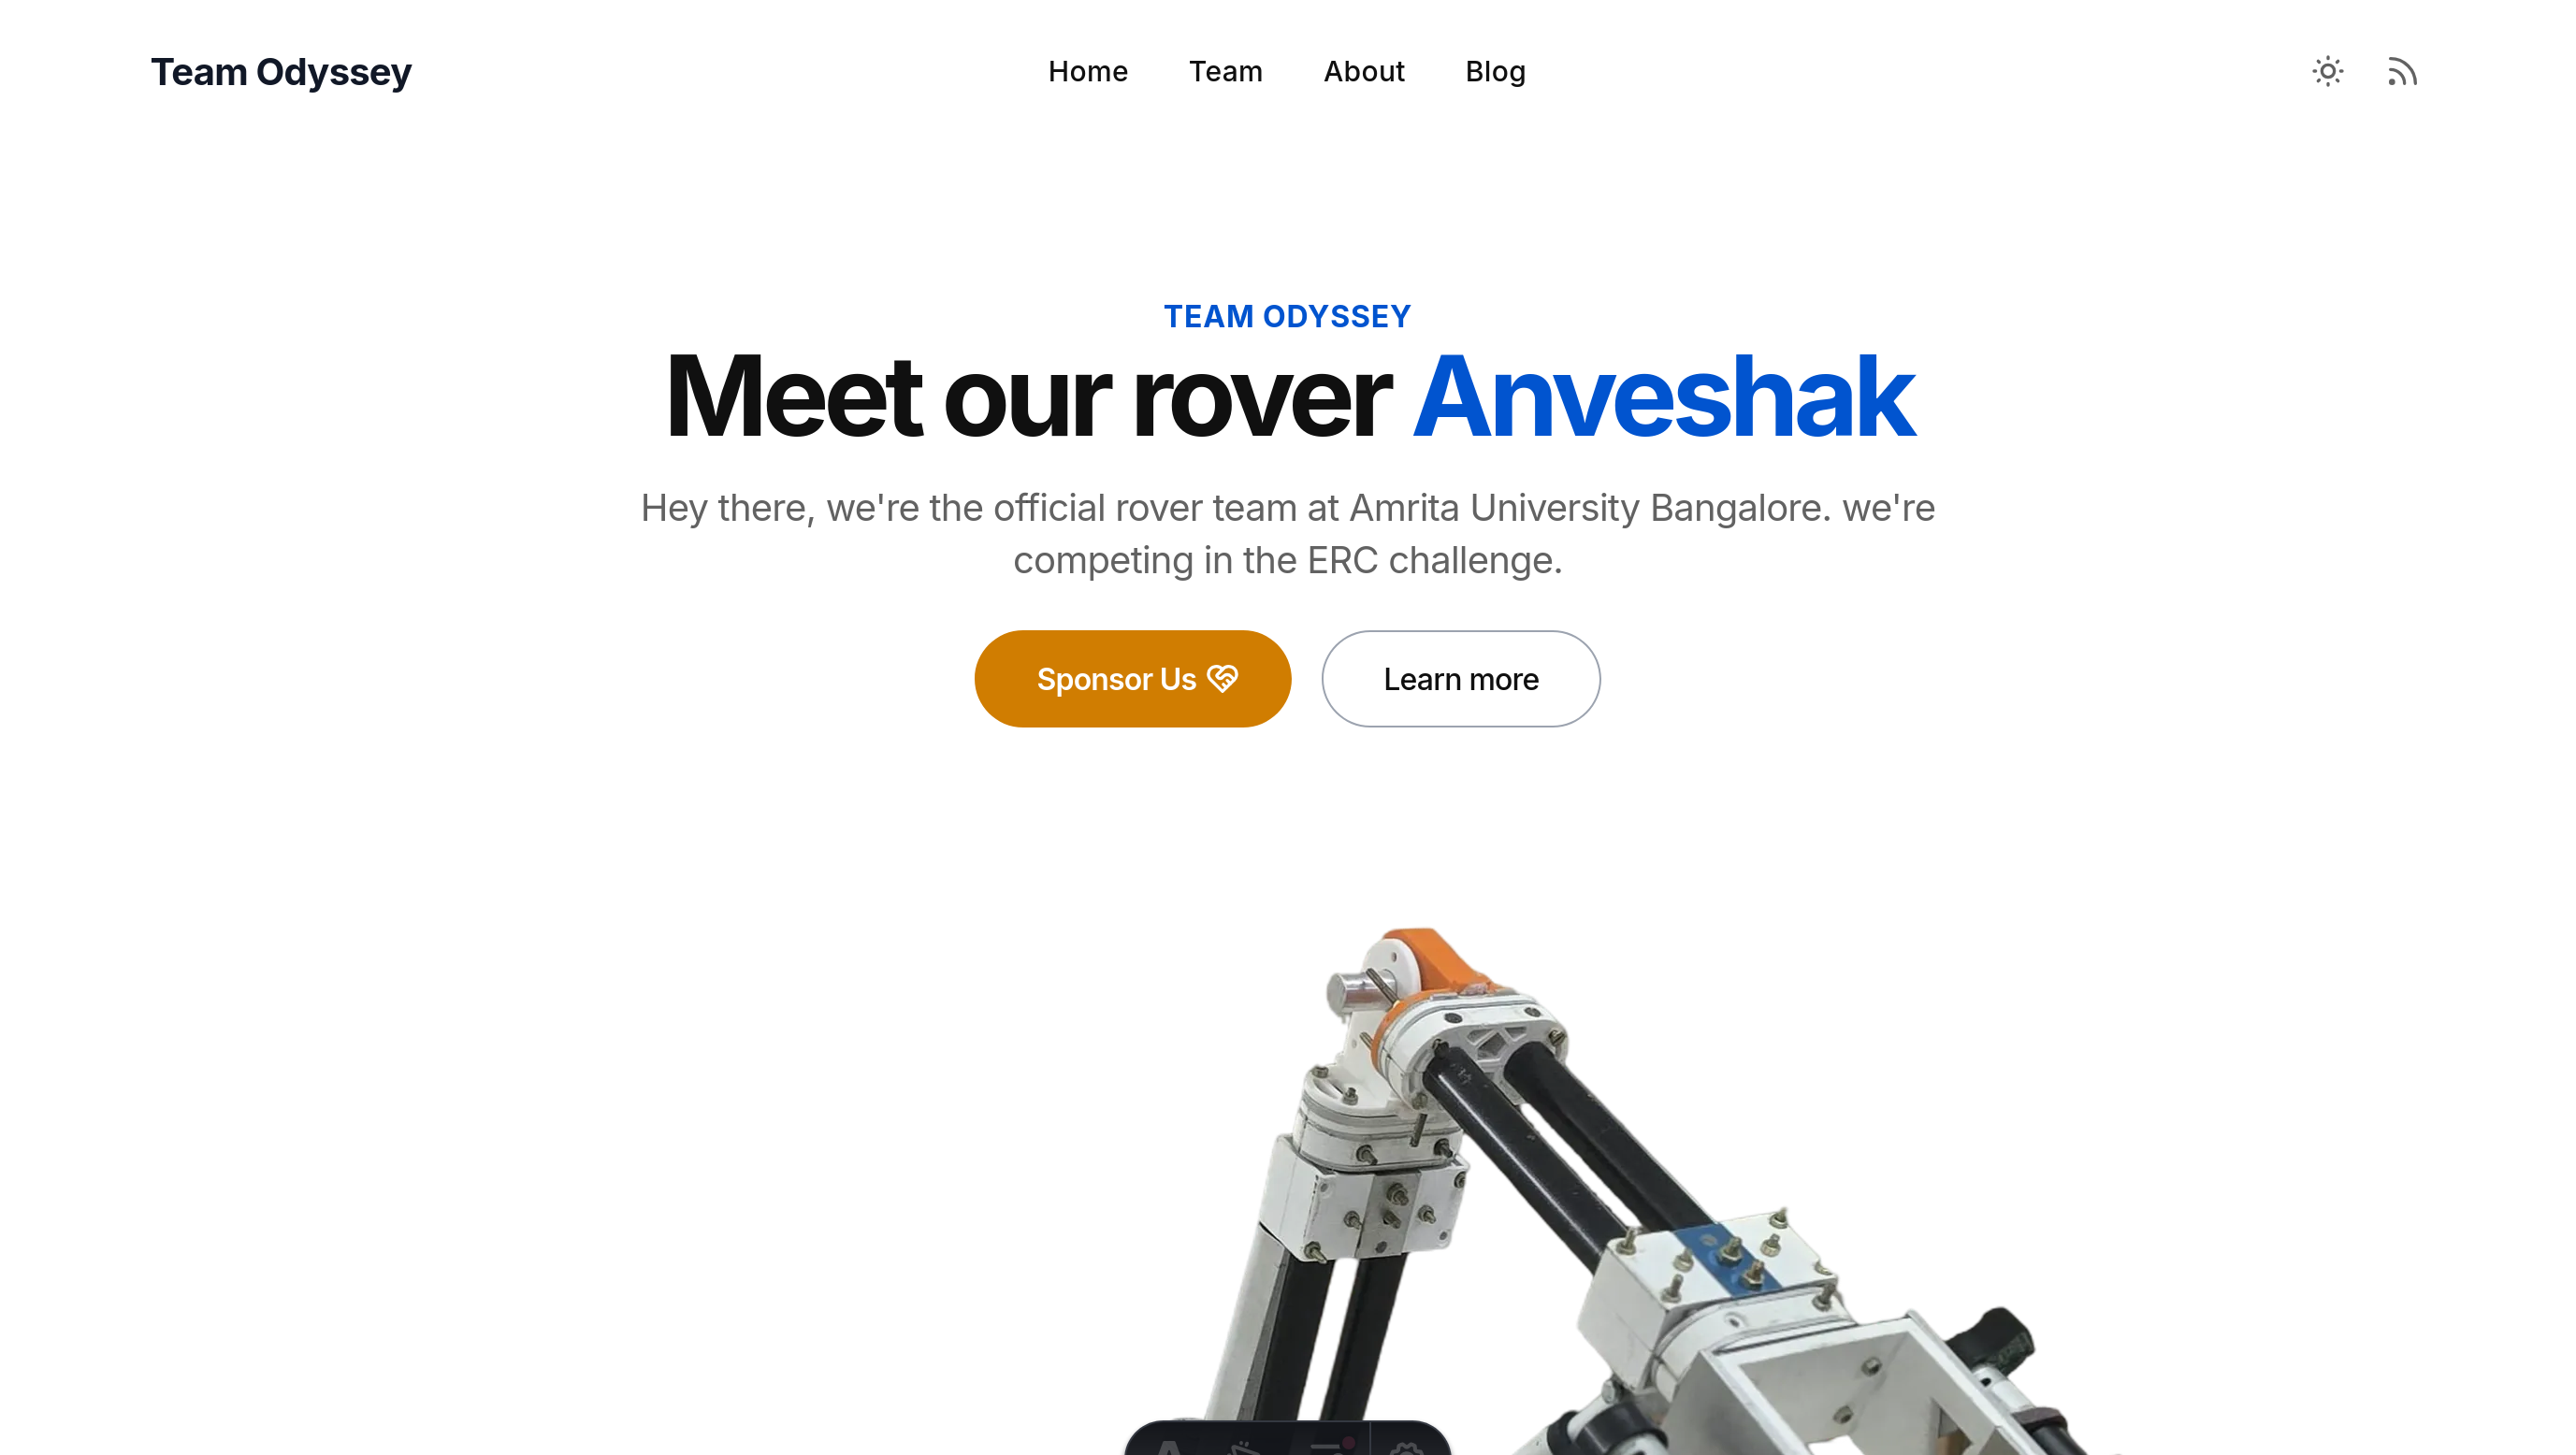 Team Odyssey
Home Team About Blog
TEAM ODYSSEY
Meet our rover Anveshak
Hey there, we're the official rover team at Amrita University Bangalore. we're
competing in the ERC challenge.
Sponsor Us
Learn more